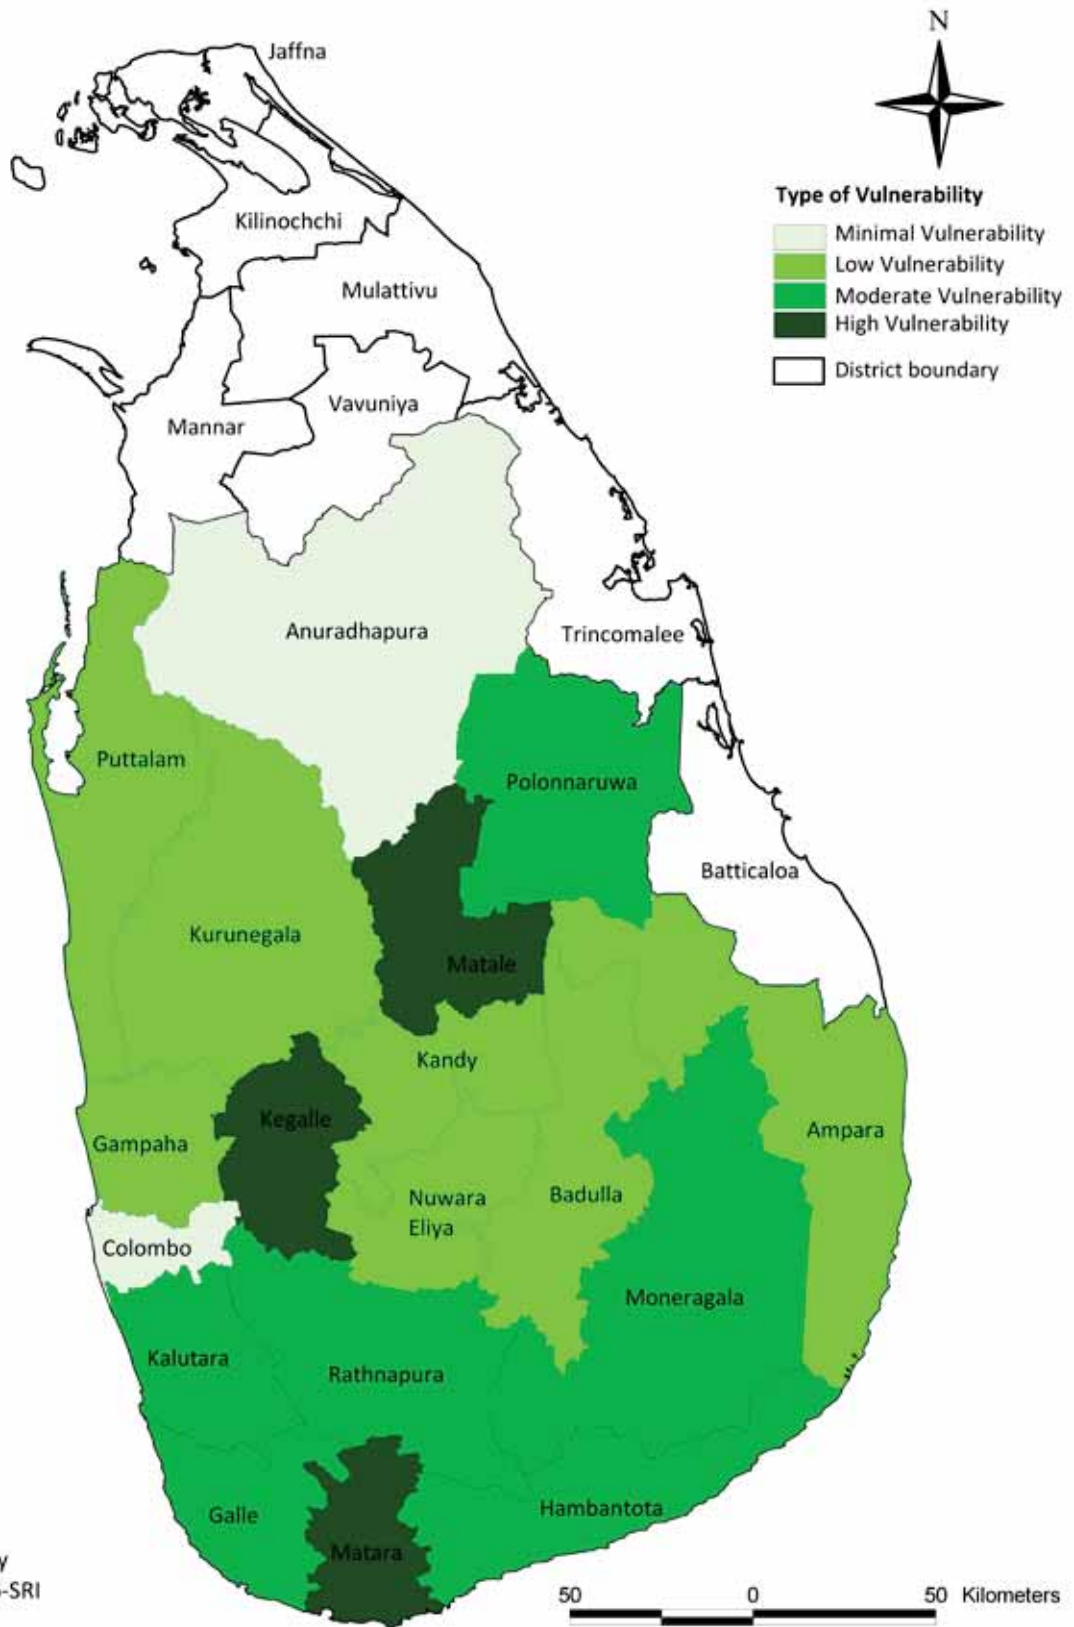 N
Jaffna
Type of Vulnerability
Kilinochchi
Minimal Vulnerability
Low Vulnerability
Mulattivu
Moderate Vulnerability
High Vulnerability
District boundary
Vavuniya
Mannar
Anuradhapura
Trincomalee
Puttalam
Polonnaruwa
Batticaloa
Kurunegala
Matale
Kandy
Kegalle
Ampara
Gampaha
Badulla
Nuwara
Eliya
Colombo
Moneragala
Kalutara
Rathnapura
Hambantota
Galle
Matara
y
-SRI
50 0 50 Kilometers